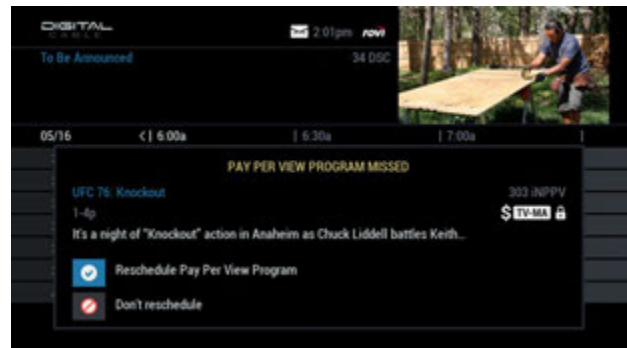 DIGITAL
CABLE
2:01pm rovi
To Be Announced 34 DSC
05/16 < 6:00a 6:30a 7:00a
PAY PER VIEW PROGRAM MISSED
UFC 76: Knockout 303 iNPPV
1-4p $ TV-MA
It's a night of "Knockout" action in Anaheim as Chuck Liddell battles Keith...
Reschedule Pay Per View Program
Don't reschedule